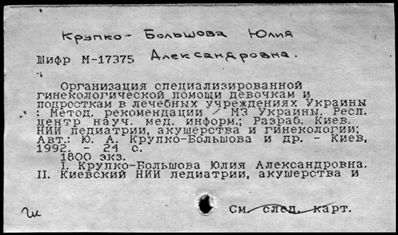 Крупко-Большова Юлия
Александровна.
Шифр М-17375
Организация специализированной
гинекологической помощи девочкам и
подросткам в лечебных учреждениях Украины
: Метод. рекомендации / МЗ Украины. Респ.
центр науч. мед. информ.; Разраб. Киев.
НИИ педиатрии, акушерства и гинекологии;
Авт.: Ю. А. Крупко-Большова и др. - Киев,
1992. - 24 с.
1800 экз.
I. Крупко-Большова Юлия Александровна.
II. Киевский НИИ педиатрии, акушерства и
См. след. карт.